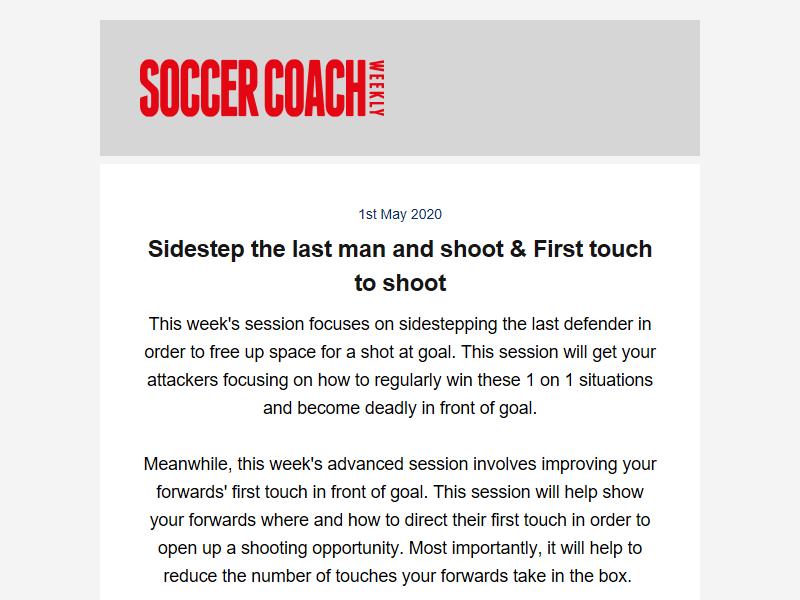 SOCCER COACH WEEKLY
1st May 2020
Sidestep the last man and shoot & First touch
to shoot
This week's session focuses on sidestepping the last defender in
order to free up space for a shot at goal. This session will get your
attackers focusing on how to regularly win these 1 on 1 situations
and become deadly in front of goal.
Meanwhile, this week's advanced session involves improving your
forwards' first touch in front of goal. This session will help show
your forwards where and how to direct their first touch in order to
open up a shooting opportunity. Most importantly, it will help to
reduce the number of touches your forwards take in the box.